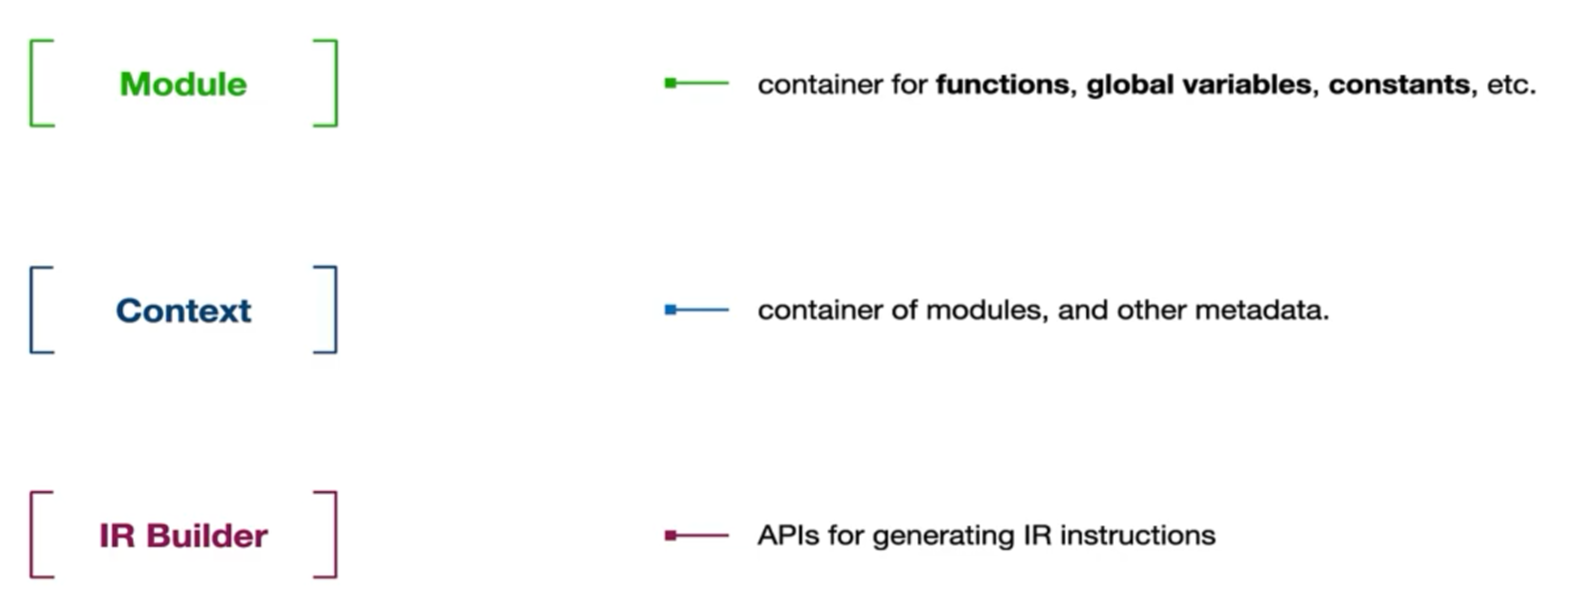 Module
container for functions, global variables, constants, etc.
Context
container of modules, and other metadata.
IR Builder
APIs for generating IR instructions